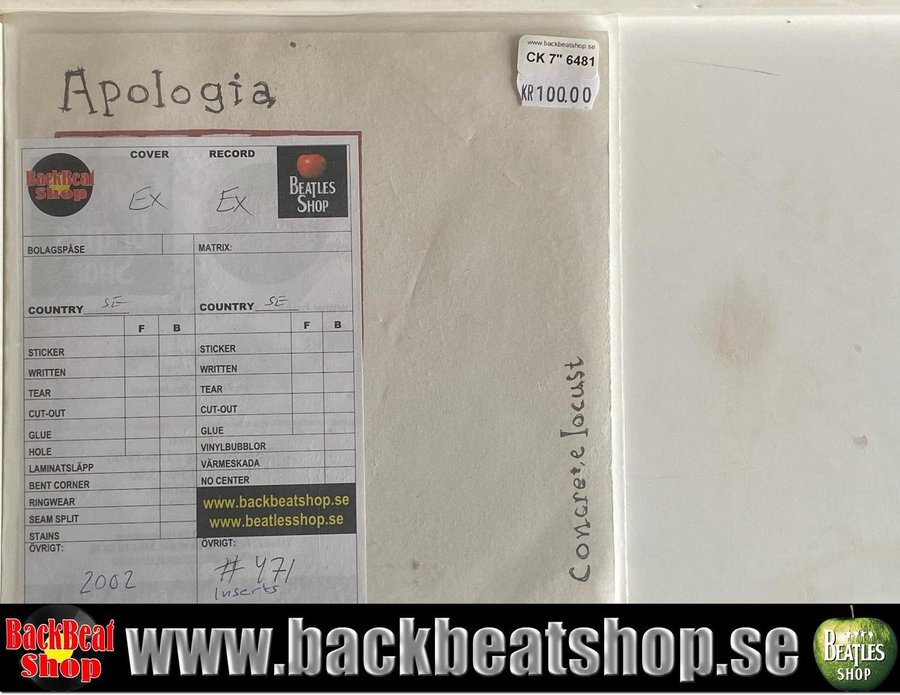 Apologia
www.backbeatshop.se
CK 7" 6481
KR 100.00
BackBeat
Shop
COVER RECORD
EX EX
BEATLES
SHOP
BOLAGSPÅSE MATRIX:
COUNTRY SE COUNTRY SE
F B F B
STICKER STICKER
WRITTEN WRITTEN
TEAR TEAR
CUT-OUT CUT-OUT
GLUE GLUE
HOLE VINYLBUBBLOR
LAMINATSLÄPP VÄRMESKADA
BENT CORNER NO CENTER
RINGWEAR www.backbeatshop.se
SEAM SPLIT www.beatlesshop.se
STAINS
ÖVRIGT: ÖVRIGT:
2002 # 471
Inserts
Concrete locust
BackBeat
Shop
www.backbeatshop.se
BEATLES
SHOP